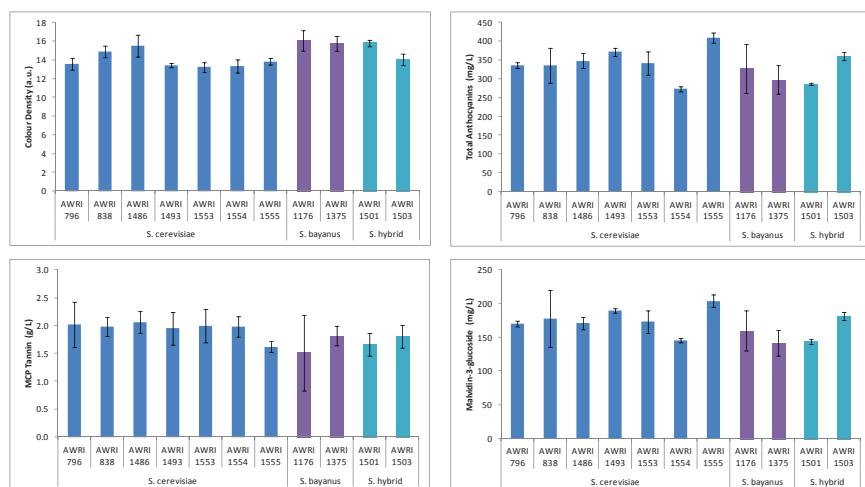 Colour Density (a.u.)
18
16
14
12
10
8
6
4
2
0
AWRI AWRI AWRI AWRI AWRI AWRI AWRI AWRI AWRI AWRI AWRI
796 838 1486 1493 1553 1554 1555 1176 1375 1501 1503
S. cerevisiae S. bayanus S. hybrid
Total Anthocyanins
(mg/L)
450
400
350
300
250
200
150
100
50
0
AWRI AWRI AWRI AWRI AWRI AWRI AWRI AWRI AWRI AWRI AWRI
796 838 1486 1493 1553 1554 1555 1176 1375 1501 1503
S. cerevisiae S. bayanus S. hybrid
MCP Tannin
(g/L)
3.0
2.5
2.0
1.5
1.0
0.5
0.0
AWRI AWRI AWRI AWRI AWRI AWRI AWRI AWRI AWRI AWRI AWRI
796 838 1486 1493 1553 1554 1555 1176 1375 1501 1503
S. cerevisiae S. bayanus S. hybrid
Malvidin-3-glucoside
(mg/L)
250
200
150
100
50
0
AWRI AWRI AWRI AWRI AWRI AWRI AWRI AWRI AWRI AWRI AWRI
796 838 1486 1493 1553 1554 1555 1176 1375 1501 1503
S. cerevisiae S. bayanus S. hybrid